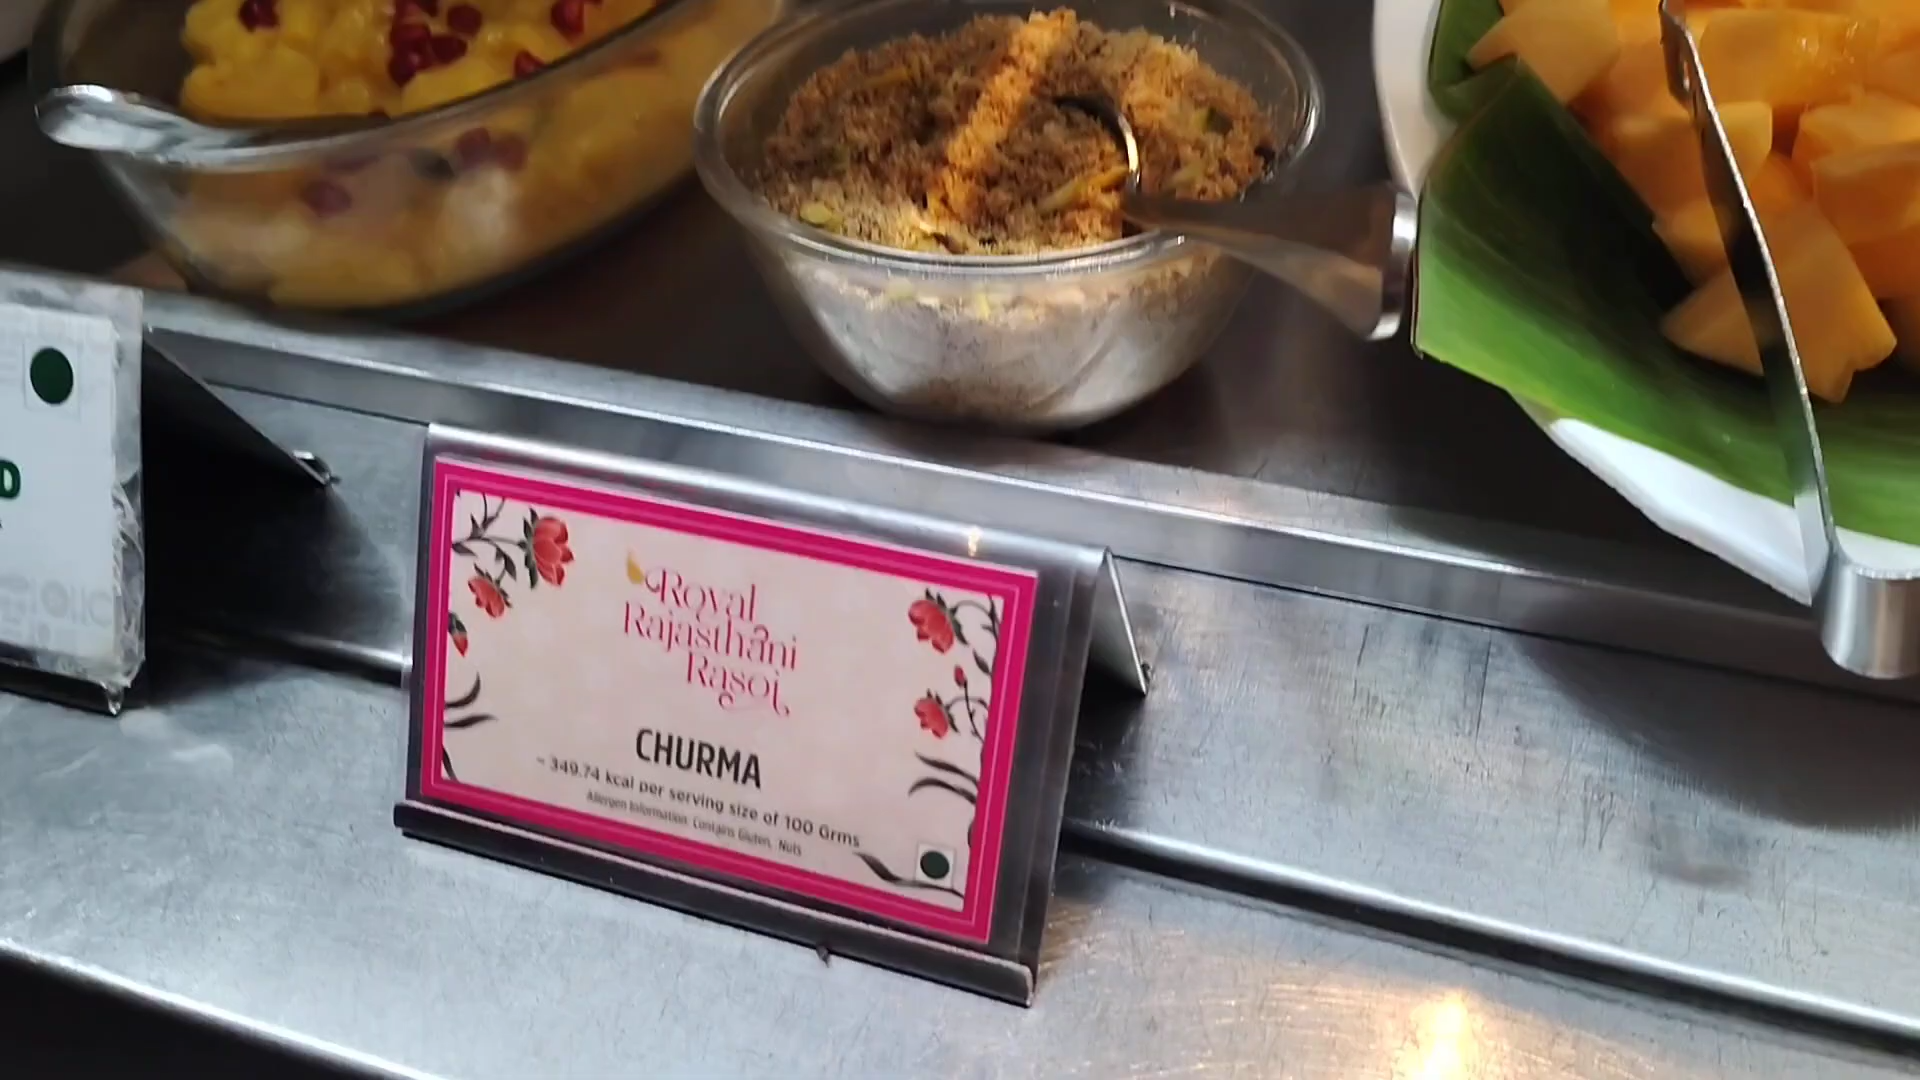 D
Royal
Rajasthani
Rasoi
CHURMA
~ 349.74 kcal per serving size of 100 Grms
Allergen Information: Contains Gluten, Nuts